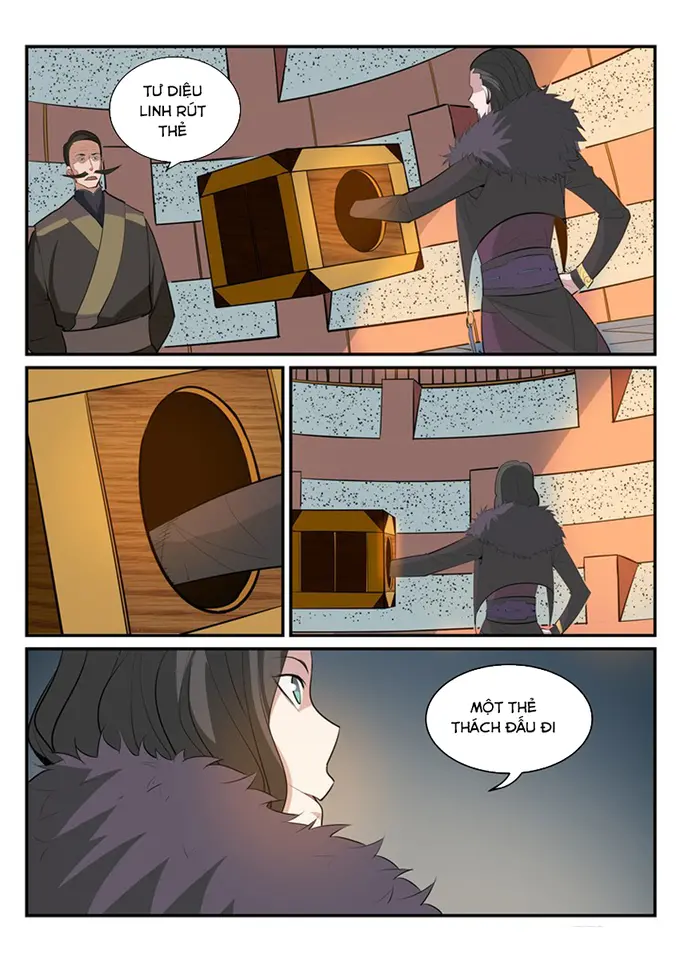 TƯ DIỆU
LINH RÚT
THẺ
MỘT THẺ
THÁCH ĐẤU ĐI